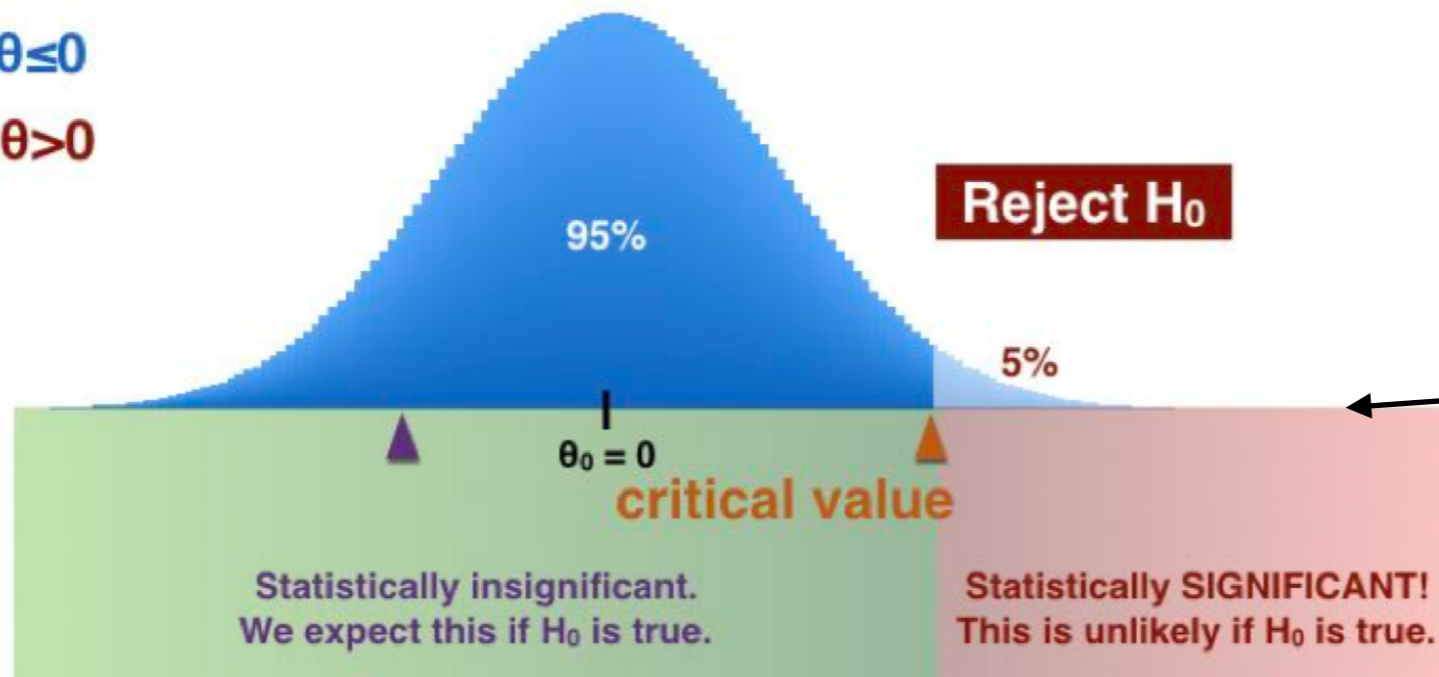 θ≤0
θ>0
Reject H₀
95%
5%
θ₀ = 0
critical value
Statistically insignificant.
We expect this if H₀ is true.
Statistically SIGNIFICANT!
This is unlikely if H₀ is true.